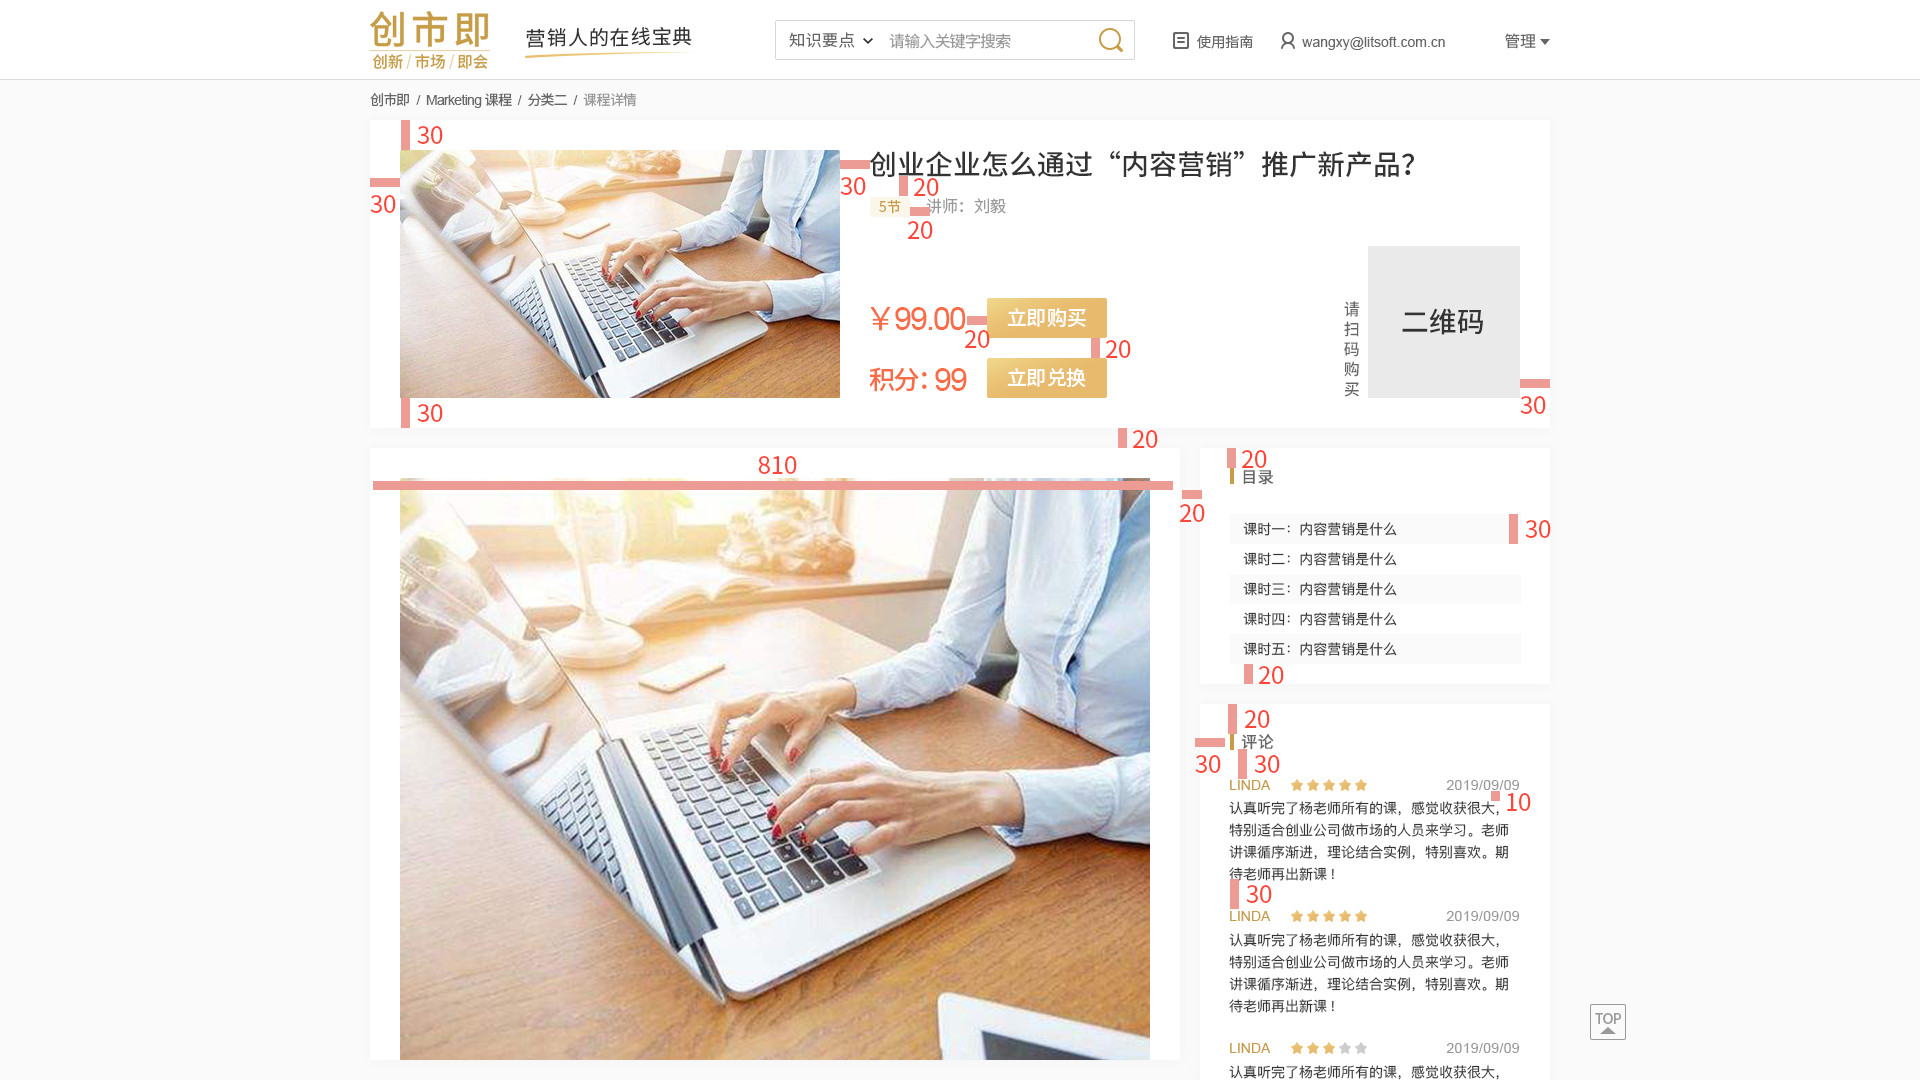 创市即
创新 / 市场 / 即会
营销人的在线宝典
知识要点
请输入关键字搜索
使用指南
wangxy@litsoft.com.cn
管理
创市即 / Marketing 课程 / 分类二 / 课程详情
30
30
30
创业企业怎么通过“内容营销”推广新产品？
30
20
5节
讲师：刘毅
20
￥99.00
20
立即购买
20
积分：99
立即兑换
请扫码购买
二维码
30
20
810
20
20
目录
课时一：内容营销是什么
30
课时二：内容营销是什么
课时三：内容营销是什么
课时四：内容营销是什么
课时五：内容营销是什么
20
20
评论
30
30
LINDA
2019/09/09
10
认真听完了杨老师所有的课，感觉收获很大，
特别适合创业公司做市场的人员来学习。老师
讲课循序渐进，理论结合实例，特别喜欢。期
待老师再出新课！
30
LINDA
2019/09/09
认真听完了杨老师所有的课，感觉收获很大，
特别适合创业公司做市场的人员来学习。老师
讲课循序渐进，理论结合实例，特别喜欢。期
待老师再出新课！
LINDA
2019/09/09
认真听完了杨老师所有的课，感觉收获很大，
TOP